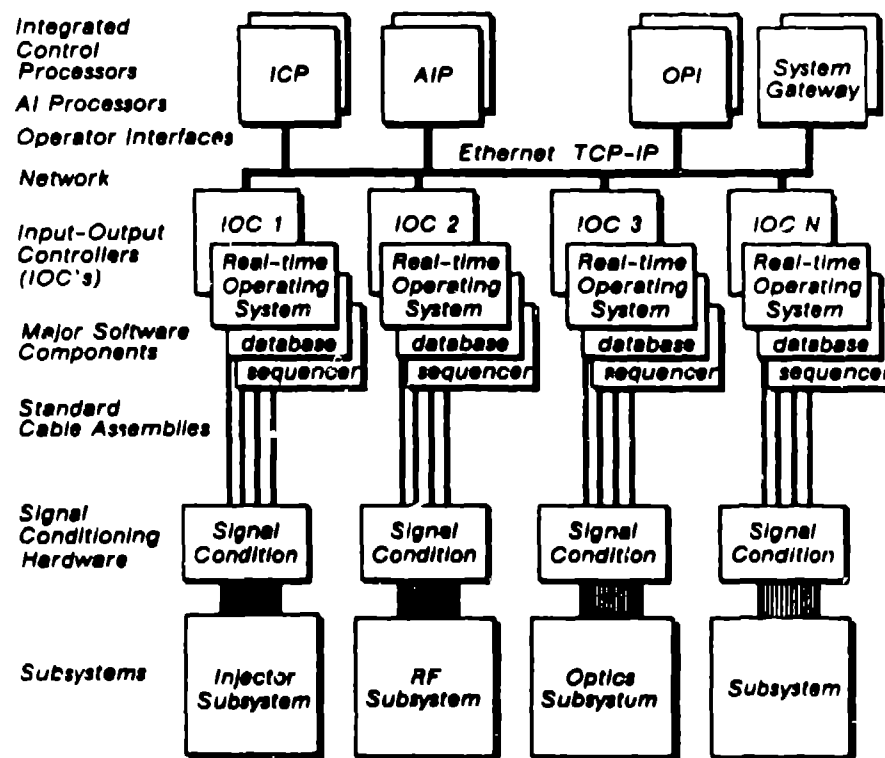 Integrated
Control
Processors
AI Processors
Operator Interfaces
Network
Input-Output
Controllers
(IOC's)
Major Software
Components
Standard
Cable Assemblies
Signal
Conditioning
Hardware
Subsystems
ICP
AIP
OPI
System
Gateway
Ethernet TCP-IP
IOC 1
Real-time
Operating
System
database
sequencer
IOC 2
Real-time
Operating
System
database
sequencer
IOC 3
Real-time
Operating
System
database
sequencer
IOC N
Real-time
Operating
System
database
sequencer
Signal
Condition
Signal
Condition
Signal
Condition
Signal
Condition
Injector
Subsystem
RF
Subsystem
Optics
Subsystum
Subsystem